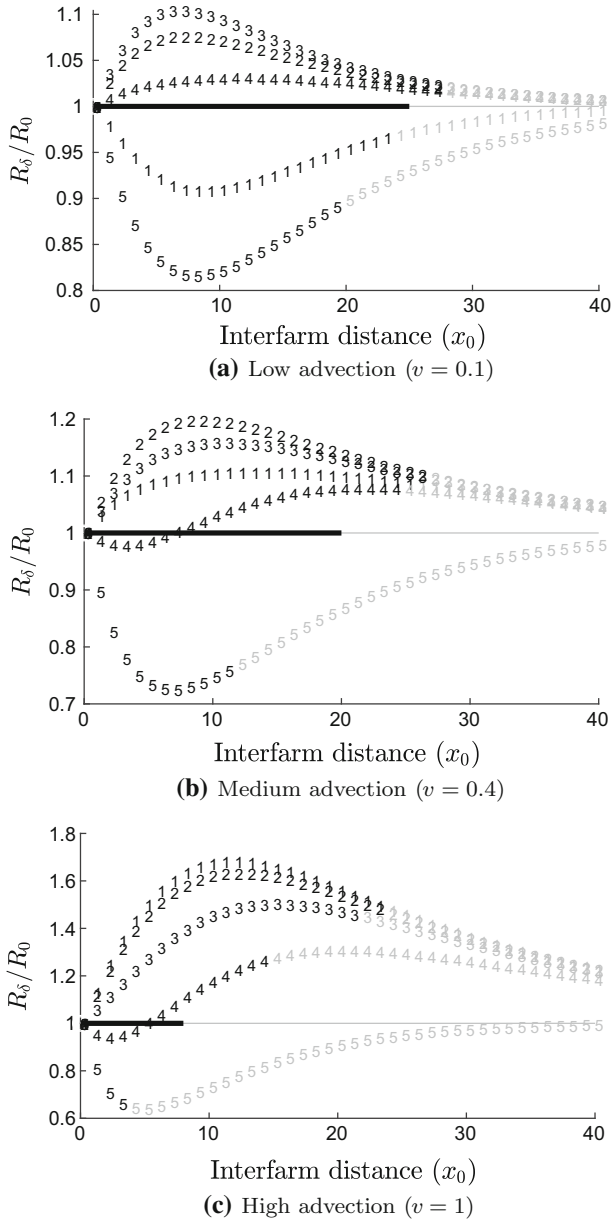 1.1
1.05
1
0.95
0.9
0.85
0.8
R_δ/R_0
0 10 20 30 40
Interfarm distance (x_0)
(a) Low advection (v = 0.1)
1.2
1.1
1
0.9
0.8
0.7
R_δ/R_0
0 10 20 30 40
Interfarm distance (x_0)
(b) Medium advection (v = 0.4)
1.8
1.6
1.4
1.2
1
0.8
0.6
R_δ/R_0
0 10 20 30 40
Interfarm distance (x_0)
(c) High advection (v = 1)